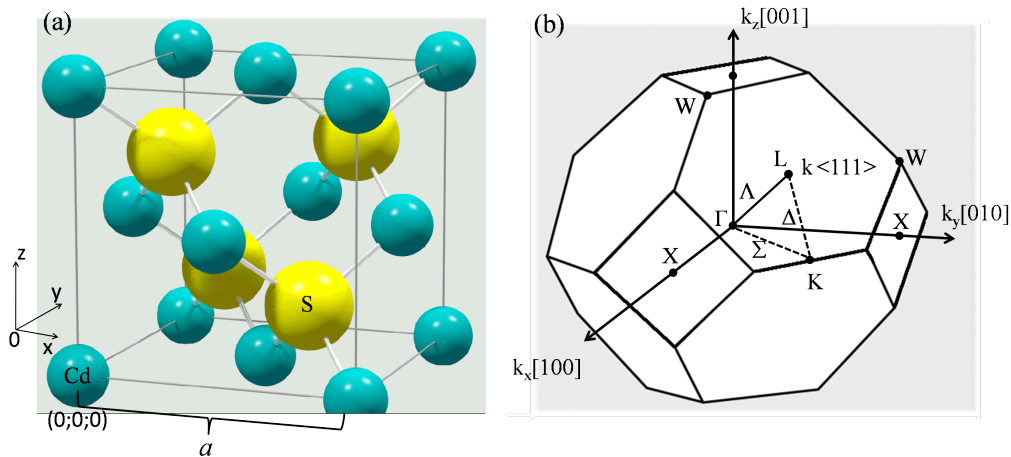 (a)
z
y
0
x
S
Cd
(0;0;0)
a
(b)
kz[001]
W
W
L
k<111>
Λ
Γ
Δ
Σ
X
X
K
ky[010]
kx[100]